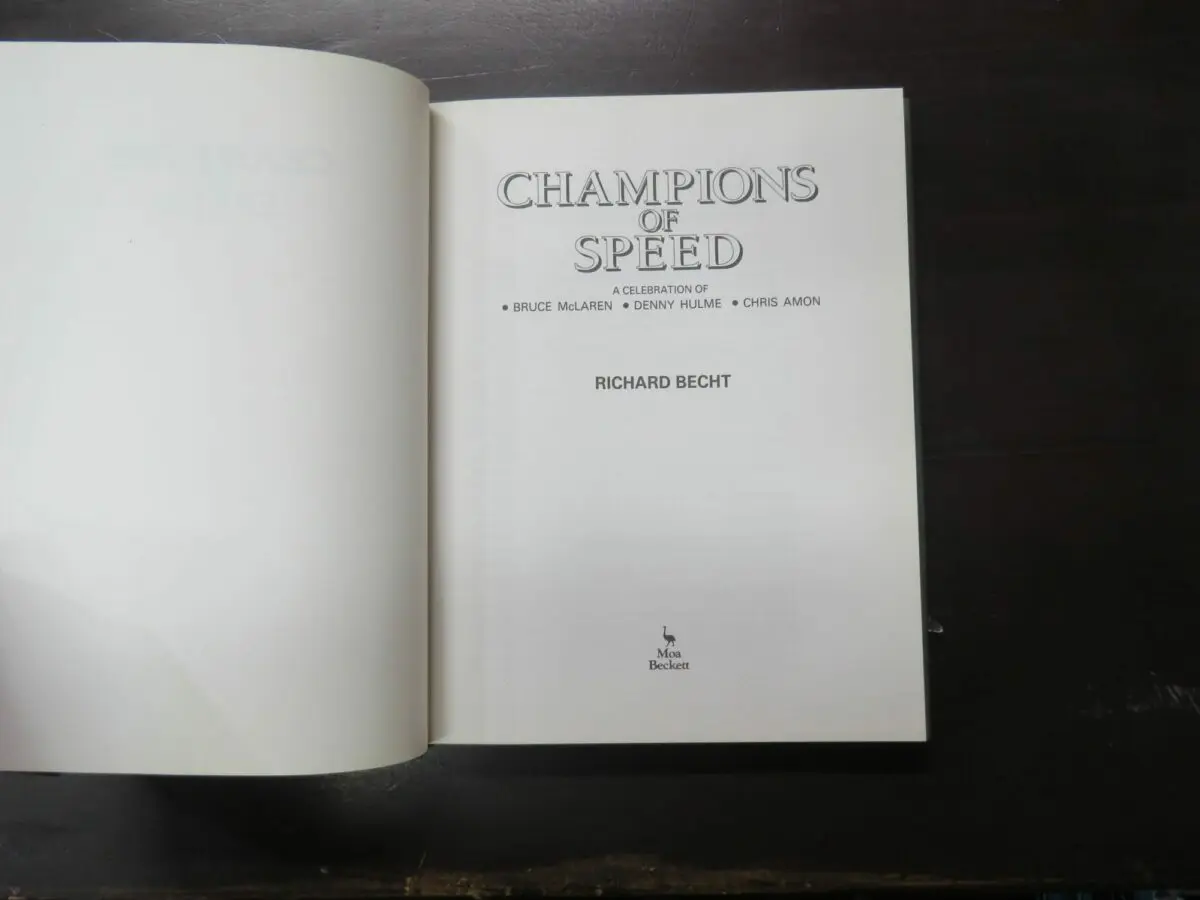 CHAMPIONS
OF
SPEED
A CELEBRATION OF
• BRUCE McLAREN • DENNY HULME • CHRIS AMON
RICHARD BECHT
Moa
Beckett